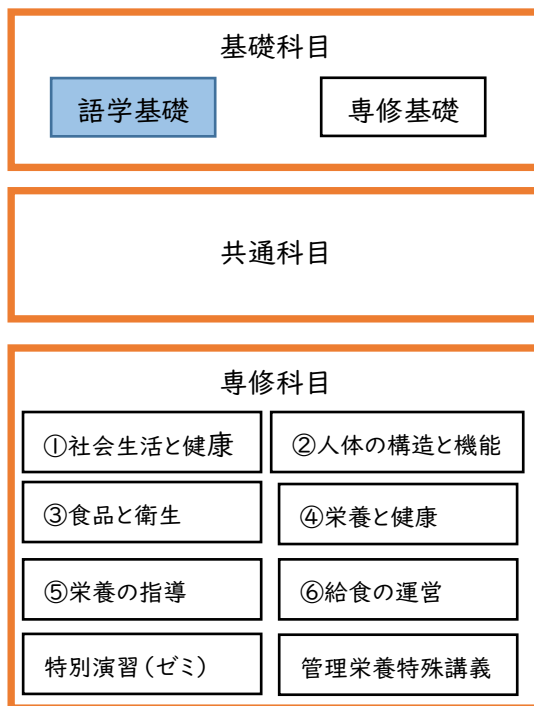 基礎科目
語学基礎 専修基礎
共通科目
専修科目
①社会生活と健康 ②人体の構造と機能
③食品と衛生 ④栄養と健康
⑤栄養の指導 ⑥給食の運営
特別演習(ゼミ) 管理栄養特殊講義